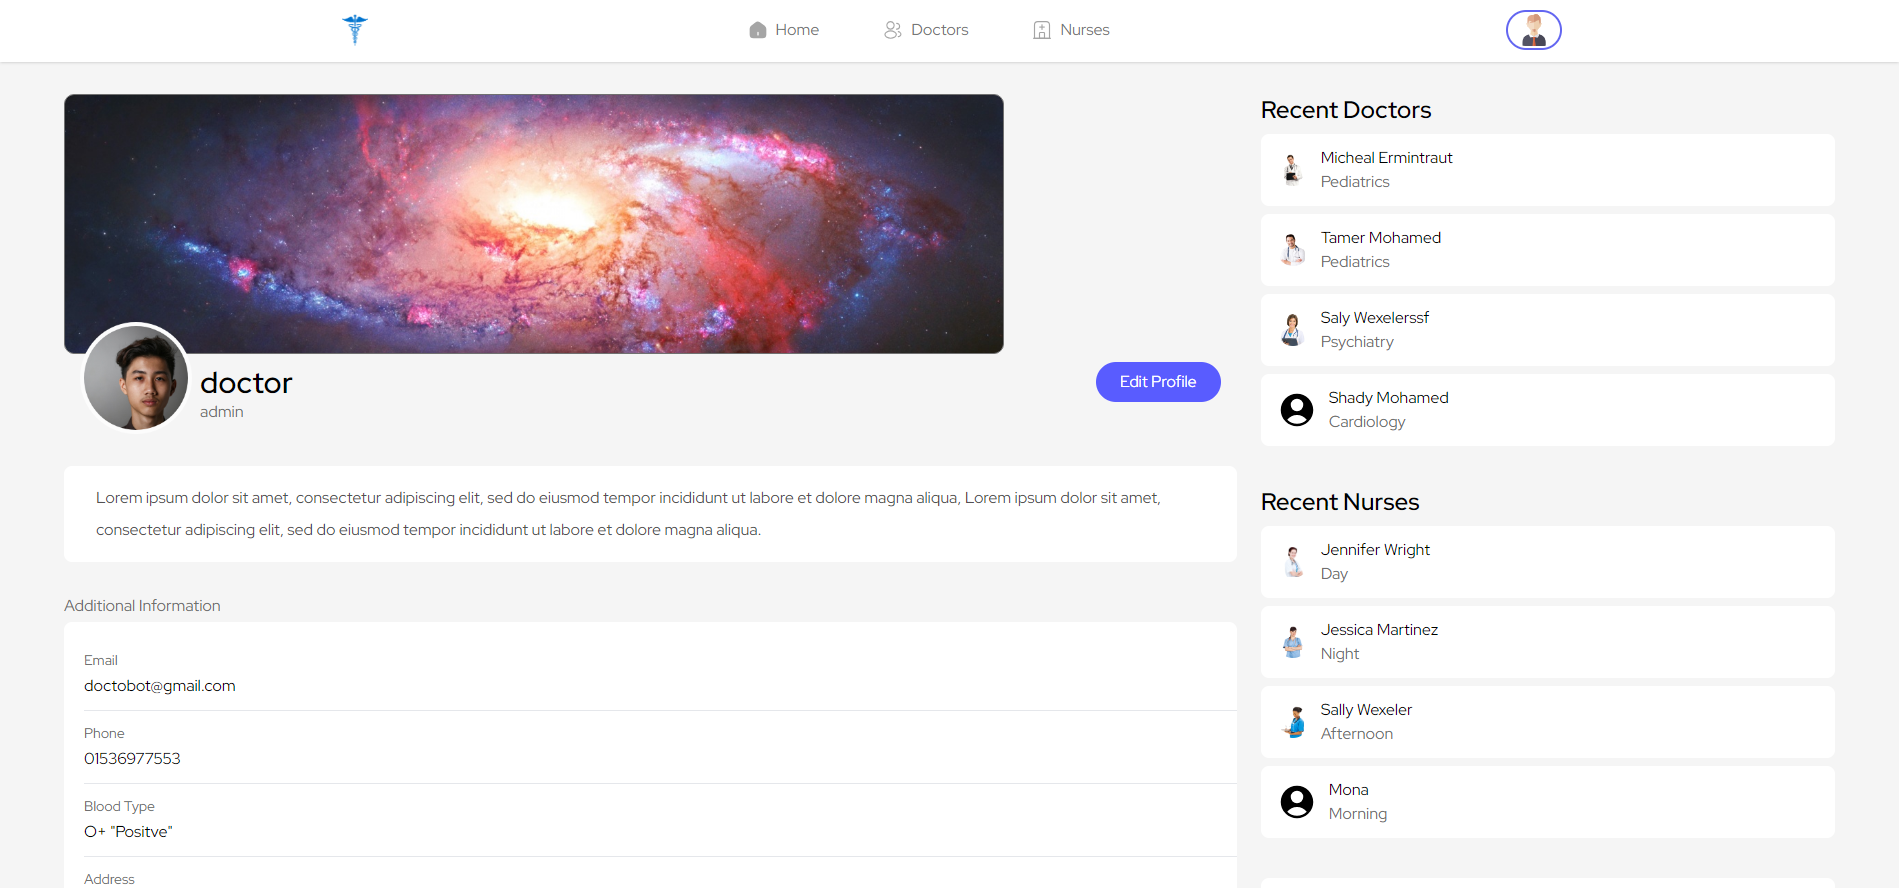 Home
Doctors
Nurses
doctor
admin
Edit Profile
Lorem ipsum dolor sit amet, consectetur adipiscing elit, sed do eiusmod tempor incididunt ut labore et dolore magna aliqua, Lorem ipsum dolor sit amet,
consectetur adipiscing elit, sed do eiusmod tempor incididunt ut labore et dolore magna aliqua.
Additional Information
Email
doctobot@gmail.com
Phone
01536977553
Blood Type
O+ "Positve"
Address
Recent Doctors
Micheal Ermintraut
Pediatrics
Tamer Mohamed
Pediatrics
Saly Wexelerssf
Psychiatry
Shady Mohamed
Cardiology
Recent Nurses
Jennifer Wright
Day
Jessica Martinez
Night
Sally Wexeler
Afternoon
Mona
Morning